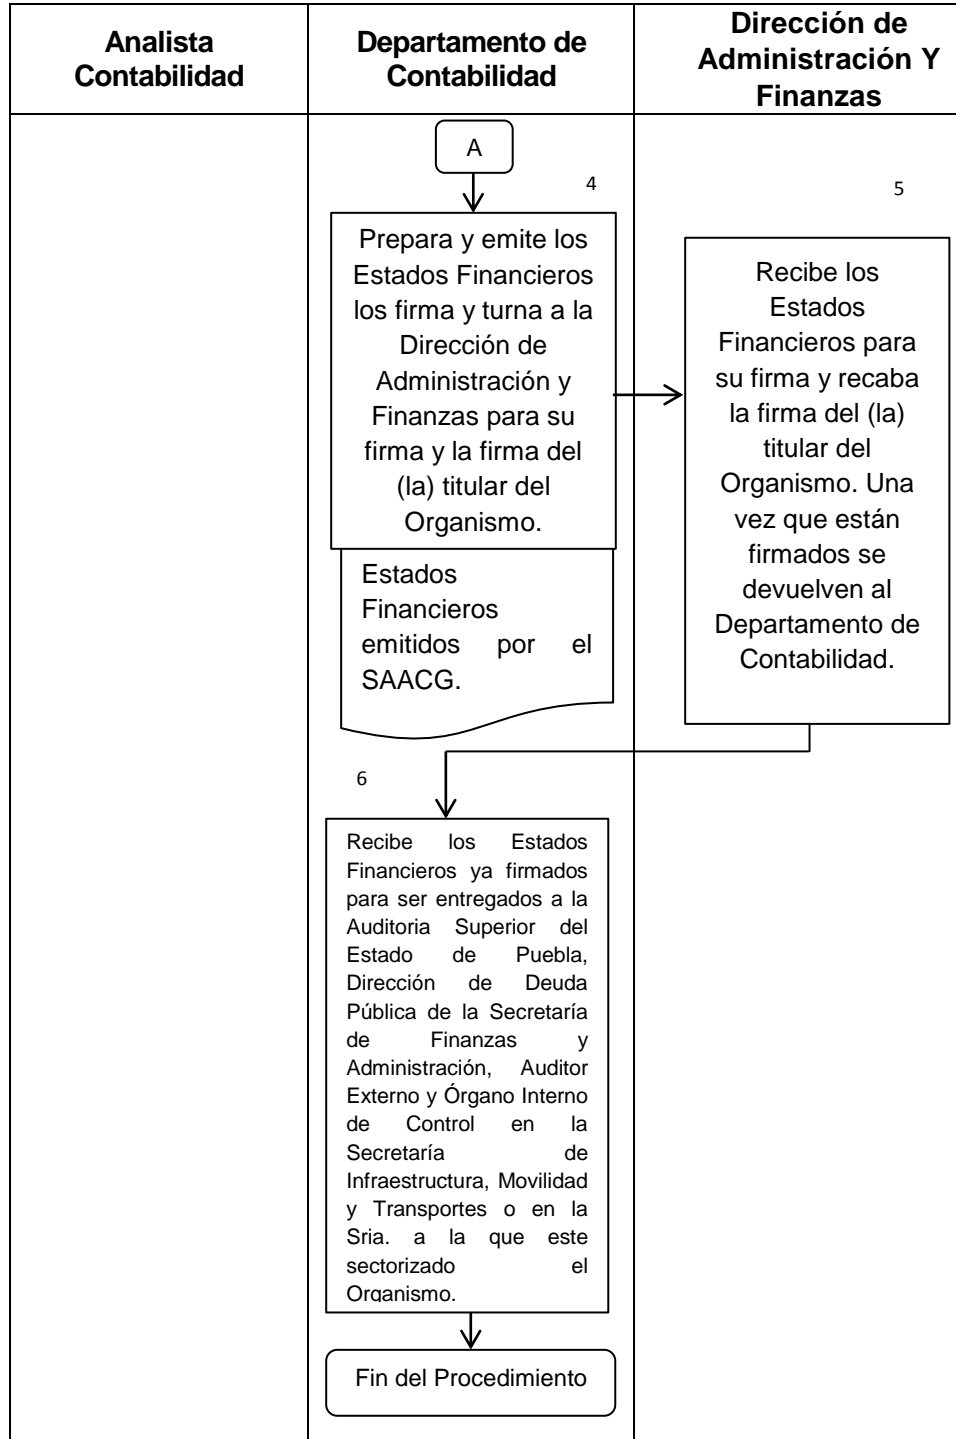 Analista
Contabilidad
Departamento de
Contabilidad
Dirección de
Administración Y
Finanzas
A
4
Prepara y emite los
Estados Financieros
los firma y turna a la
Dirección de
Administración y
Finanzas para su
firma y la firma del
(la) titular del
Organismo.
Estados
Financieros
emitidos por el
SAACG.
5
Recibe los
Estados
Financieros para
su firma y recaba
la firma del (la)
titular del
Organismo. Una
vez que están
firmados se
devuelven al
Departamento de
Contabilidad.
6
Recibe los Estados
Financieros ya firmados
para ser entregados a la
Auditoria Superior del
Estado de Puebla,
Dirección de Deuda
Pública de la Secretaría
de Finanzas y
Administración, Auditor
Externo y Órgano Interno
de Control en la
Secretaría de
Infraestructura, Movilidad
y Transportes o en la
Sria. a la que este
sectorizado el
Organismo.
Fin del Procedimiento